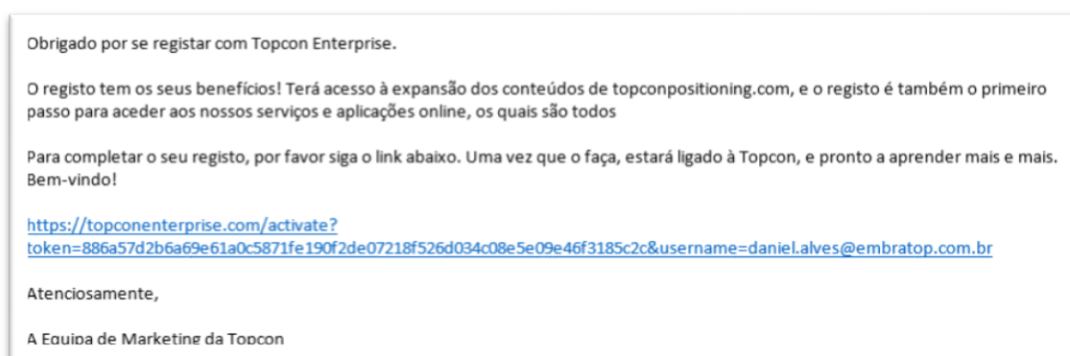 Obrigado por se registar com Topcon Enterprise.
O registo tem os seus benefícios! Terá acesso à expansão dos conteúdos de topconpositioning.com, e o registo é também o primeiro
passo para aceder aos nossos serviços e aplicações online, os quais são todos
Para completar o seu registo, por favor siga o link abaixo. Uma vez que o faça, estará ligado à Topcon, e pronto a aprender mais e mais.
Bem-vindo!
https://topconenterprise.com/activate?
token=886a57d2b6a69e61a0c5871fe190f2de07218f526d034c08e5e09e46f3185c2c&username=daniel.alves@embratop.com.br
Atenciosamente,
A Equipa de Marketing da Topcon